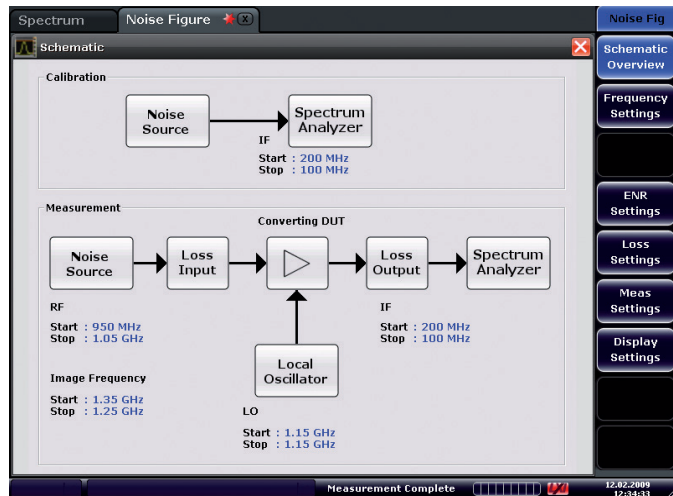 Spectrum
Noise Figure
Noise Fig
Schematic
Schematic
Overview
Frequency
Settings
ENR
Settings
Loss
Settings
Meas
Settings
Display
Settings
Calibration
Noise
Source
IF
Spectrum
Analyzer
Start : 200 MHz
Stop : 100 MHz
Measurement
Converting DUT
Noise
Source
Loss
Input
Loss
Output
Spectrum
Analyzer
RF
Start : 950 MHz
Stop : 1.05 GHz
IF
Start : 200 MHz
Stop : 100 MHz
Image Frequency
Start : 1.35 GHz
Stop : 1.25 GHz
Local
Oscillator
LO
Start : 1.15 GHz
Stop : 1.15 GHz
Measurement Complete
12.02.2009
12:34:33